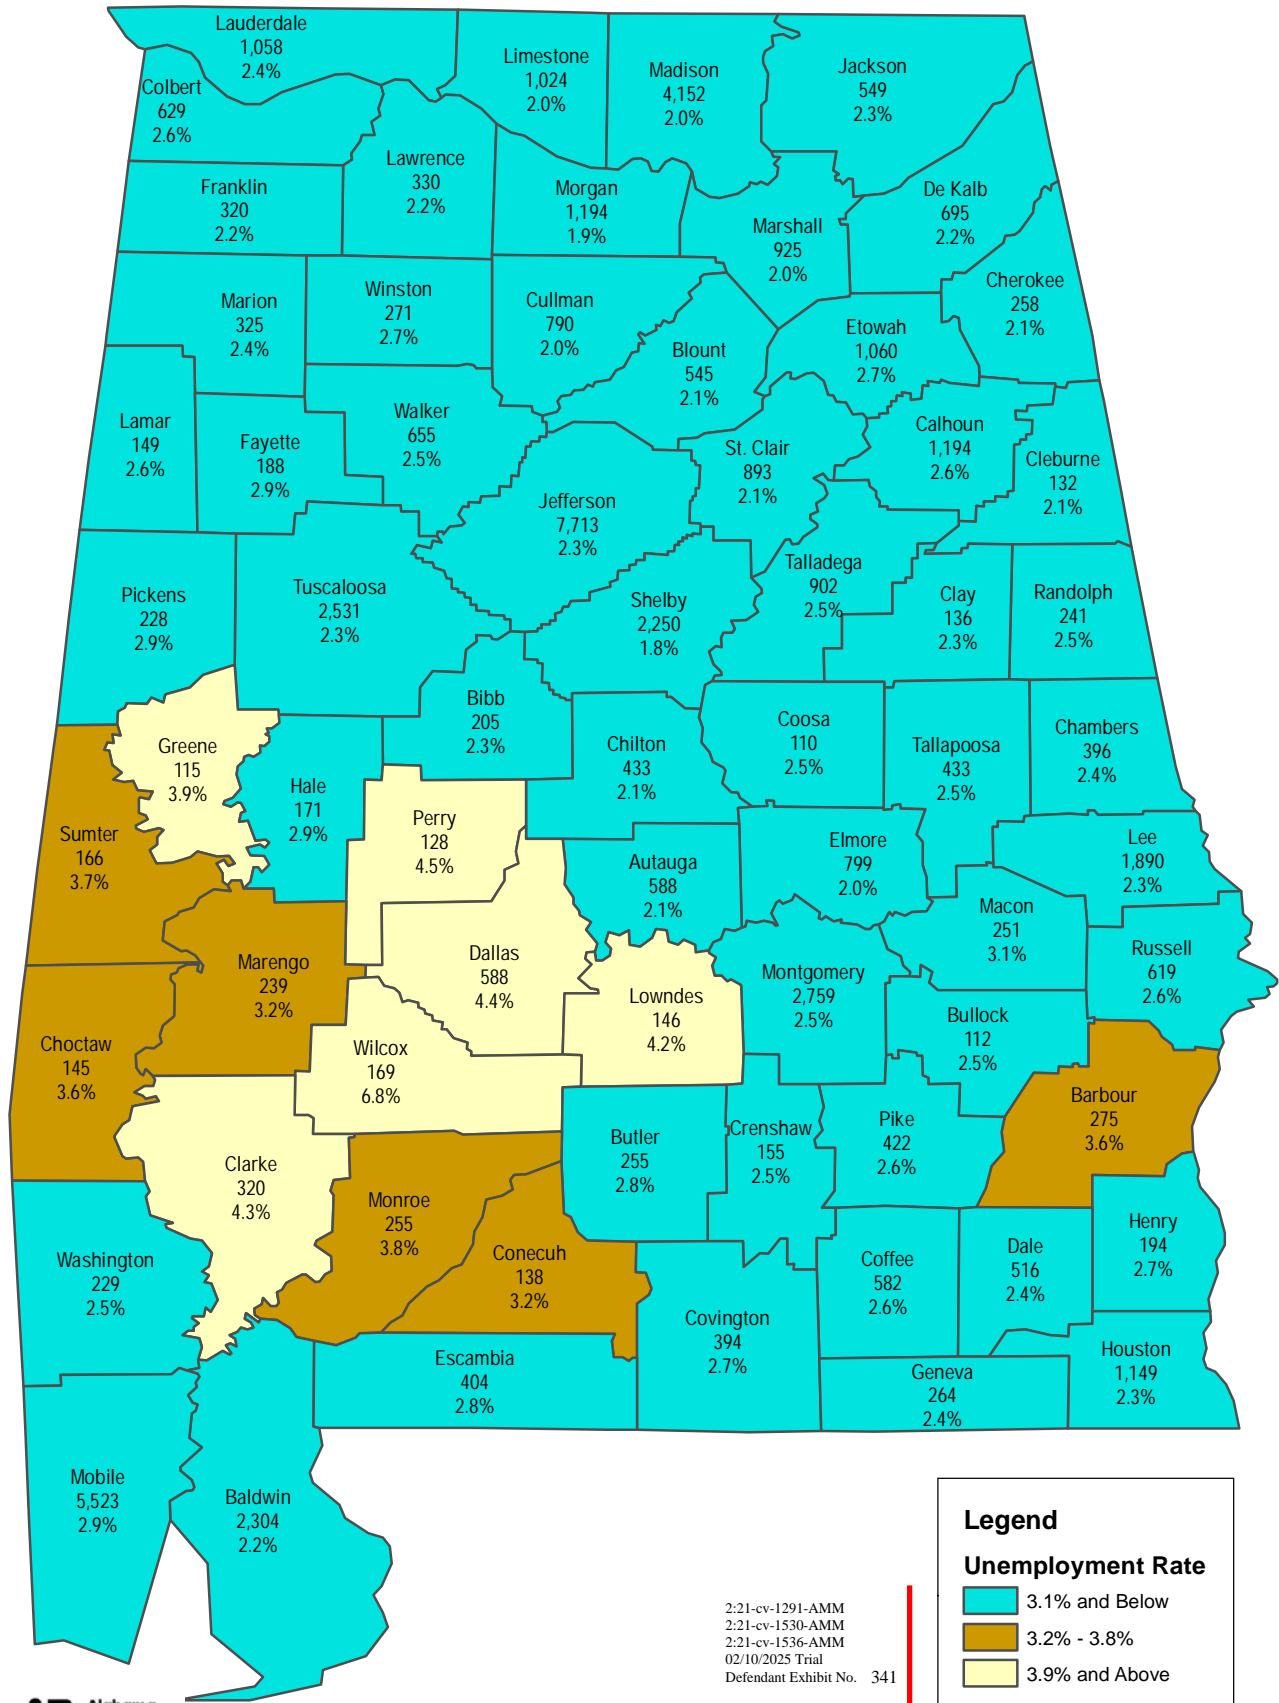 Lauderdale
1,058
2.4%
Limestone
1,024
2.0%
Madison
4,152
2.0%
Jackson
549
2.3%
Colbert
629
2.6%
Lawrence
330
2.2%
Franklin
320
2.2%
Morgan
1,194
1.9%
De Kalb
695
2.2%
Marshall
925
2.0%
Cherokee
258
2.1%
Marion
325
2.4%
Winston
271
2.7%
Cullman
790
2.0%
Etowah
1,060
2.7%
Blount
545
2.1%
Lamar
149
2.6%
Fayette
188
2.9%
Walker
655
2.5%
Calhoun
1,194
2.6%
St. Clair
893
2.1%
Cleburne
132
2.1%
Jefferson
7,713
2.3%
Talladega
902
2.5%
Pickens
228
2.9%
Tuscaloosa
2,531
2.3%
Shelby
2,250
1.8%
Clay
136
2.3%
Randolph
241
2.5%
Bibb
205
2.3%
Coosa
110
2.5%
Chambers
396
2.4%
Greene
115
3.9%
Chilton
433
2.1%
Tallapoosa
433
2.5%
Hale
171
2.9%
Perry
128
4.5%
Sumter
166
3.7%
Elmore
799
2.0%
Lee
1,890
2.3%
Autauga
588
2.1%
Macon
251
3.1%
Russell
619
2.6%
Dallas
588
4.4%
Marengo
239
3.2%
Montgomery
2,759
2.5%
Lowndes
146
4.2%
Bullock
112
2.5%
Choctaw
145
3.6%
Wilcox
169
6.8%
Barbour
275
3.6%
Butler
255
2.8%
Crenshaw
155
2.5%
Pike
422
2.6%
Clarke
320
4.3%
Monroe
255
3.8%
Henry
194
2.7%
Conecuh
138
3.2%
Washington
229
2.5%
Coffee
582
2.6%
Dale
516
2.4%
Covington
394
2.7%
Escambia
404
2.8%
Geneva
264
2.4%
Houston
1,149
2.3%
Mobile
5,523
2.9%
Baldwin
2,304
2.2%
Legend
Unemployment Rate
3.1% and Below
3.2% - 3.8%
3.9% and Above
2:21-cv-1291-AMM
2:21-cv-1530-AMM
2:21-cv-1536-AMM
02/10/2025 Trial
Defendant Exhibit No. 341